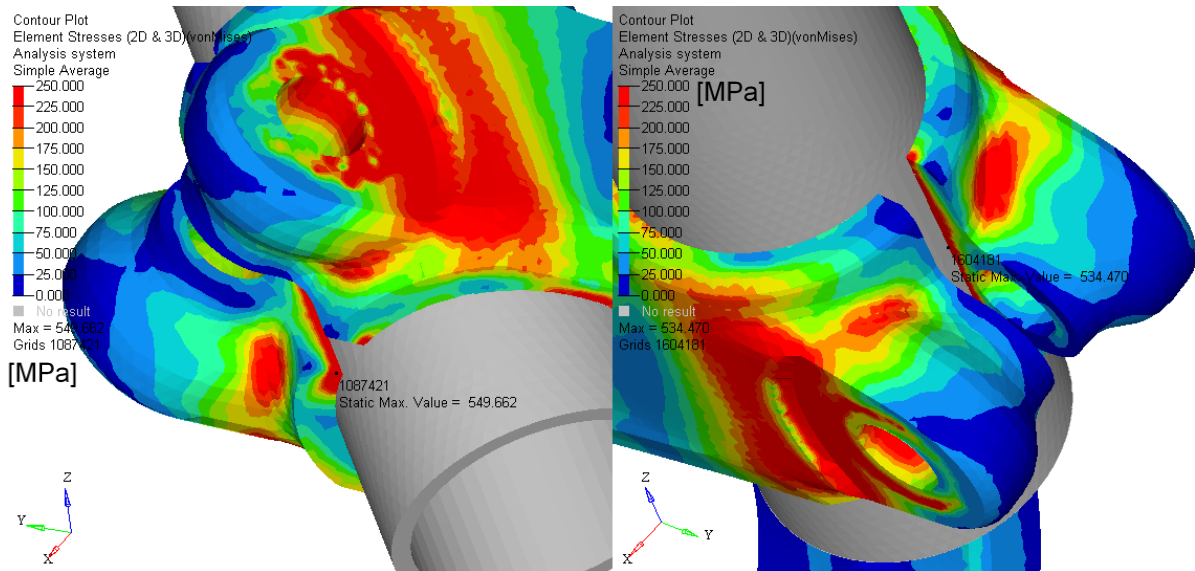 Contour Plot
Element Stresses (2D & 3D)(vonMises)
Analysis system
Simple Average
250.000
225.000
200.000
175.000
150.000
125.000
100.000
75.000
50.000
25.000
0.000
No result
Max = 549.662
Grids 1087421
[MPa]
1087421
Static Max. Value = 549.662
Z
Y
X
Contour Plot
Element Stresses (2D & 3D)(vonMises)
Analysis system
Simple Average
[MPa]
250.000
225.000
200.000
175.000
150.000
125.000
100.000
75.000
50.000
25.000
0.000
No result
Max = 534.470
Grids 1604181
1604181
Static Max. Value = 534.470
Z
Y
X